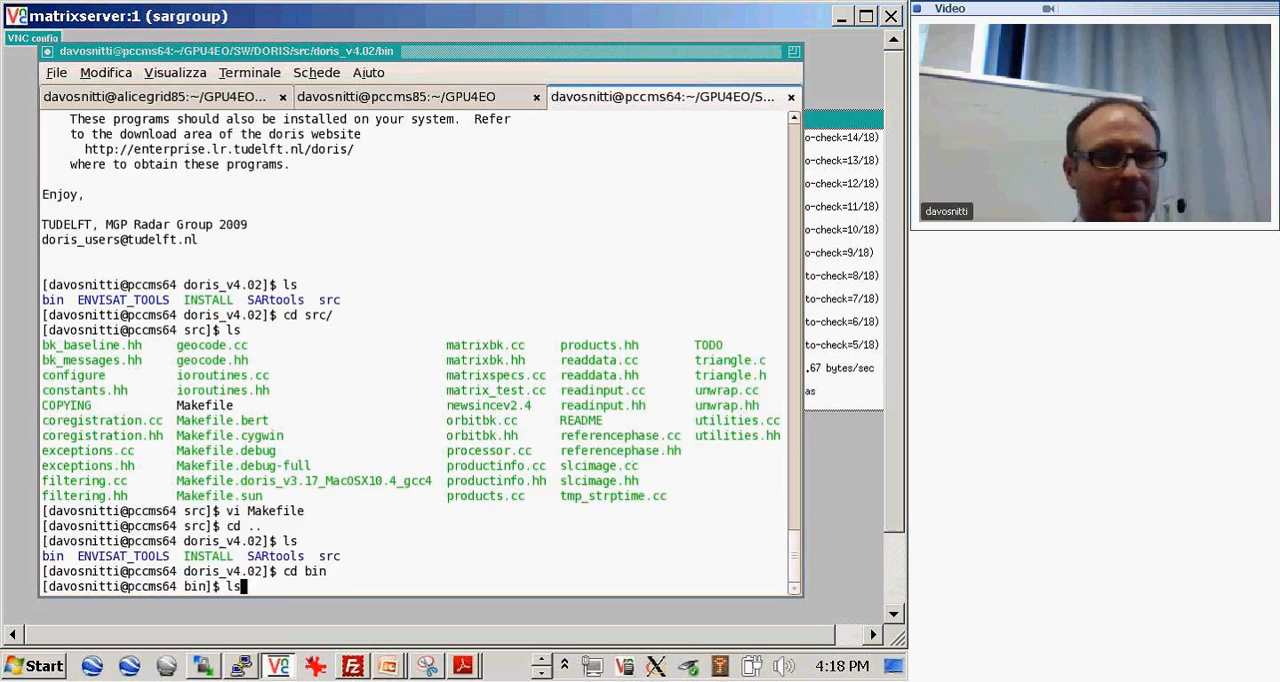 matrixserver:1 (sargroup)
Video
VNC config
davosnitti@pccms64:~/GPU4EO/SW/DORIS/src/doris_v4.02/bin
File Modifica Visualizza Terminale Schede Aiuto
davosnitti@alicegrid85:~/GPU4EO... davosnitti@pccms85:~/GPU4EO davosnitti@pccms64:~/GPU4EO/S...
These programs should also be installed on your system. Refer
to the download area of the doris website
http://enterprise.lr.tudelft.nl/doris/
where to obtain these programs.
Enjoy,
TUDELFT, MGP Radar Group 2009
doris_users@tudelft.nl
[davosnitti@pccms64 doris_v4.02]$ ls
bin ENVISAT_TOOLS INSTALL SARtools src
[davosnitti@pccms64 doris_v4.02]$ cd src/
[davosnitti@pccms64 src]$ ls
bk_baseline.hh geocode.cc matrixbk.cc products.hh TODO
bk_messages.hh geocode.hh matrixbk.hh readdata.cc triangle.c
configure ioroutines.cc matrixspecs.cc readdata.hh triangle.h
constants.hh ioroutines.hh matrix_test.cc readinput.cc unwrap.cc
COPYING Makefile newsincev2.4 readinput.hh unwrap.hh
coregistration.cc Makefile.bert orbitbk.cc README utilities.cc
coregistration.hh Makefile.cygwin orbitbk.hh referencephase.cc utilities.hh
exceptions.cc Makefile.debug processor.cc referencephase.hh
exceptions.hh Makefile.debug-full productinfo.cc slcimage.cc
filtering.cc Makefile.doris_v3.17_MacOSX10.4_gcc4 productinfo.hh slcimage.hh
filtering.hh Makefile.sun products.cc tmp_strptime.cc
[davosnitti@pccms64 src]$ vi Makefile
[davosnitti@pccms64 src]$ cd ..
[davosnitti@pccms64 doris_v4.02]$ ls
bin ENVISAT_TOOLS INSTALL SARtools src
[davosnitti@pccms64 doris_v4.02]$ cd bin
[davosnitti@pccms64 bin]$ ls
to-check=14/18)
to-check=13/18)
to-check=12/18)
to-check=11/18)
to-check=10/18)
to-check=9/18)
to-check=8/18)
to-check=7/18)
to-check=6/18)
to-check=5/18)
.67 bytes/sec
as
davosnitti
Start
4:18 PM